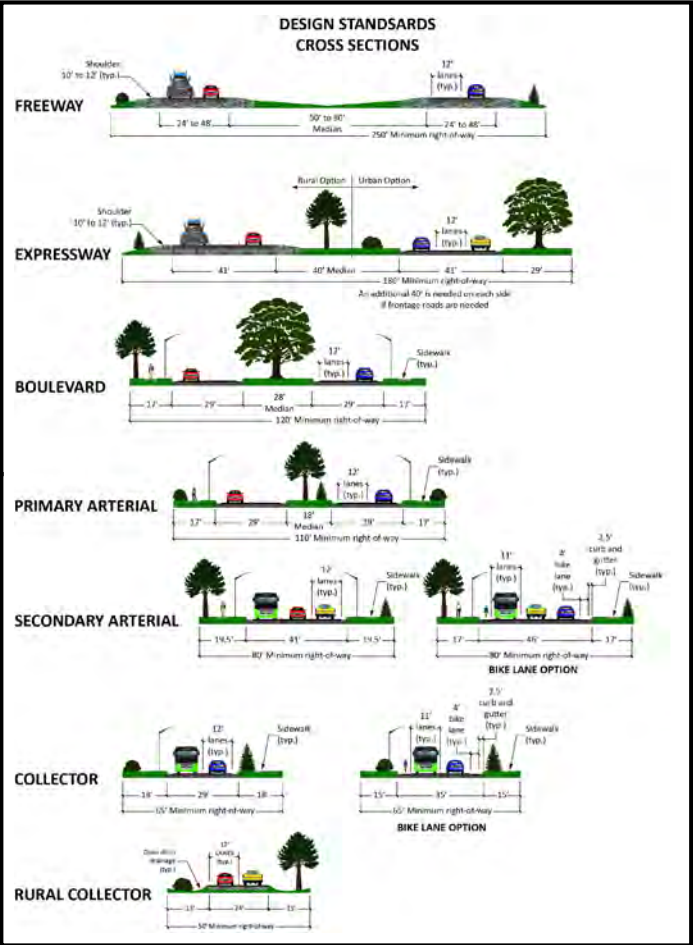 DESIGN STANDSARDS
CROSS SECTIONS
FREEWAY
Shoulder
10' to 12' (typ.)
12'
lanes
(typ.)
24' to 48'
50' to 80'
Median
24' to 48'
250' Minimum right-of-way
EXPRESSWAY
Rural Option
Urban Option
Shoulder
10' to 12' (typ.)
12'
lanes
(typ.)
41'
40' Median
41'
29'
180' Minimum right-of-way
An additional 40' is needed on each side
if frontage roads are needed
BOULEVARD
12'
lanes
(typ.)
Sidewalk
(typ.)
17'
29'
28'
Median
29'
17'
120' Minimum right-of-way
PRIMARY ARTERIAL
12'
lanes
(typ.)
Sidewalk
(typ.)
17'
29'
18'
Median
29'
17'
110' Minimum right-of-way
SECONDARY ARTERIAL
12'
lanes
(typ.)
Sidewalk
(typ.)
19.5'
41'
19.5'
80' Minimum right-of-way
11'
lanes
(typ.)
4'
bike
lane
(typ.)
2.5'
curb and
gutter
(typ.)
Sidewalk
(typ.)
17'
46'
17'
80' Minimum right-of-way
BIKE LANE OPTION
COLLECTOR
12'
lanes
(typ.)
Sidewalk
(typ.)
18'
29'
18'
65' Minimum right-of-way
11'
lanes
(typ.)
4'
bike
lane
(typ.)
2.5'
curb and
gutter
(typ.)
Sidewalk
(typ.)
15'
35'
15'
65' Minimum right-of-way
BIKE LANE OPTION
RURAL COLLECTOR
drainage
(typ.)
12'
lanes
(typ.)
13'
24'
50' Minimum right-of-way